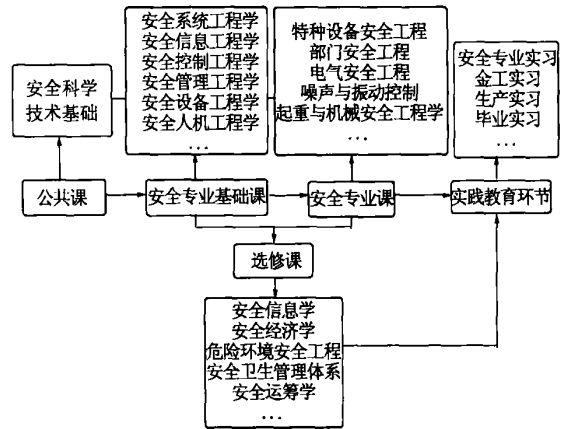 安全科学
技术基础
安全系统工程学
安全信息工程学
安全控制工程学
安全管理工程学
安全设备工程学
安全人机工程学
...
特种设备安全工程
部门安全工程
电气安全工程
噪声与振动控制
起重与机械安全工程学
...
安全专业实习
金工实习
生产实习
毕业实习
...
公共课
安全专业基础课
安全专业课
实践教育环节
选修课
安全信息学
安全经济学
危险环境安全工程
安全卫生管理体系
安全运筹学
...